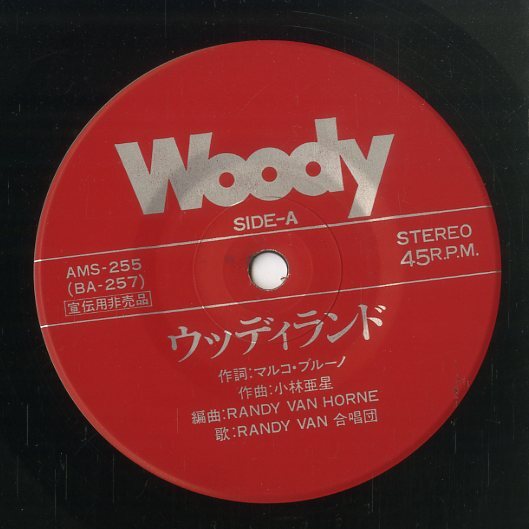 Woody
SIDE-A
STEREO
45R.P.M.
AMS-255
(BA-257)
宣伝用非売品
ウッディランド
作詞:マルコ・ブルーノ
作曲:小林亜星
編曲:RANDY VAN HORNE
歌:RANDY VAN 合唱団